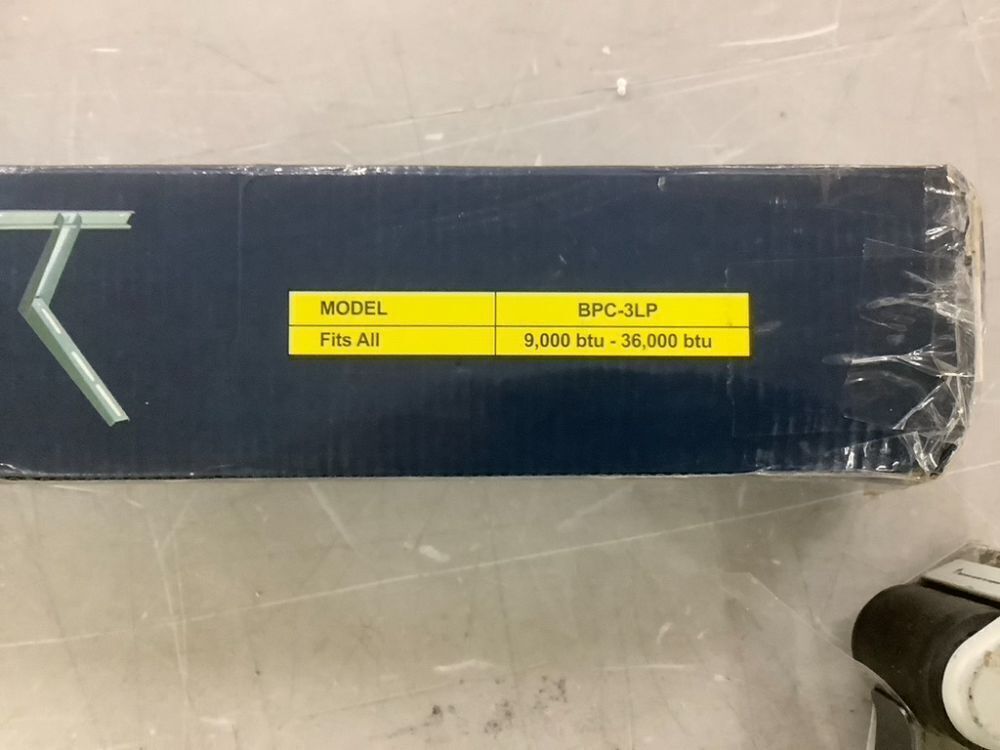 MODEL BPC-3LP
Fits All 9,000 btu - 36,000 btu